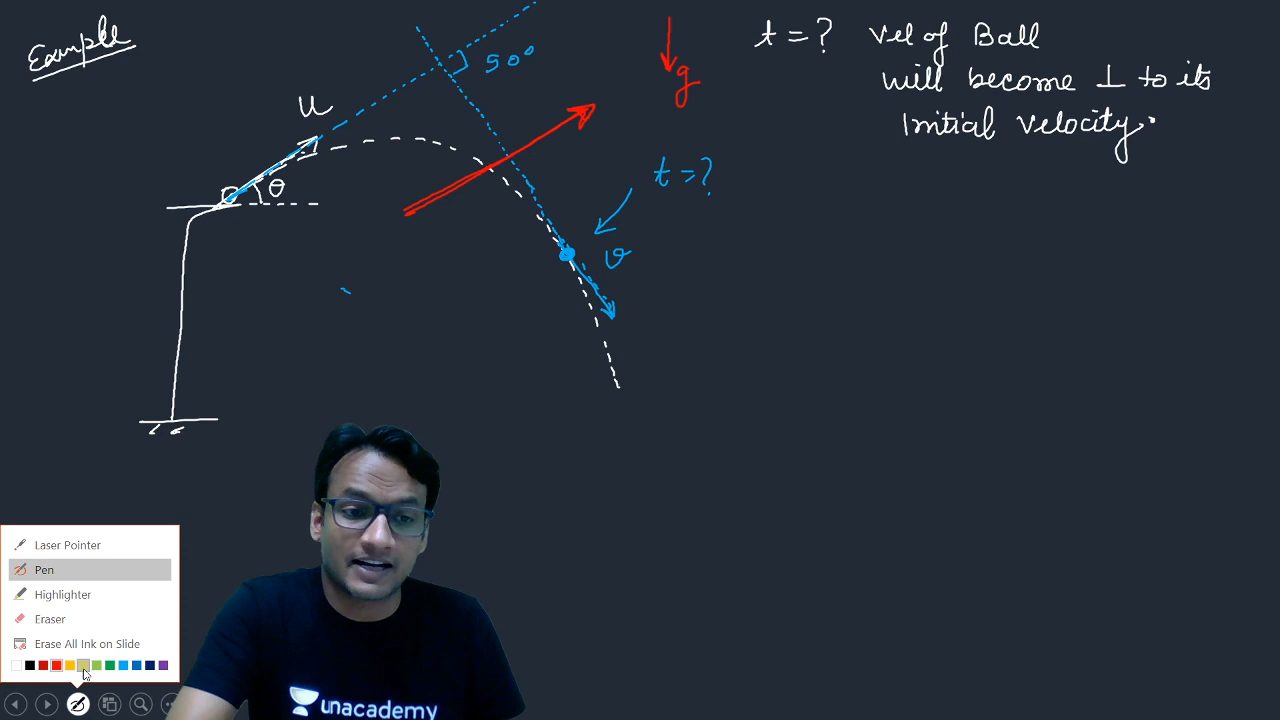 Example
t = ? Vel of Ball
will become ⊥ to its
Initial velocity.
u
90°
g
θ
t = ?
v
Laser Pointer
Pen
Highlighter
Eraser
Erase All Ink on Slide
unacademy